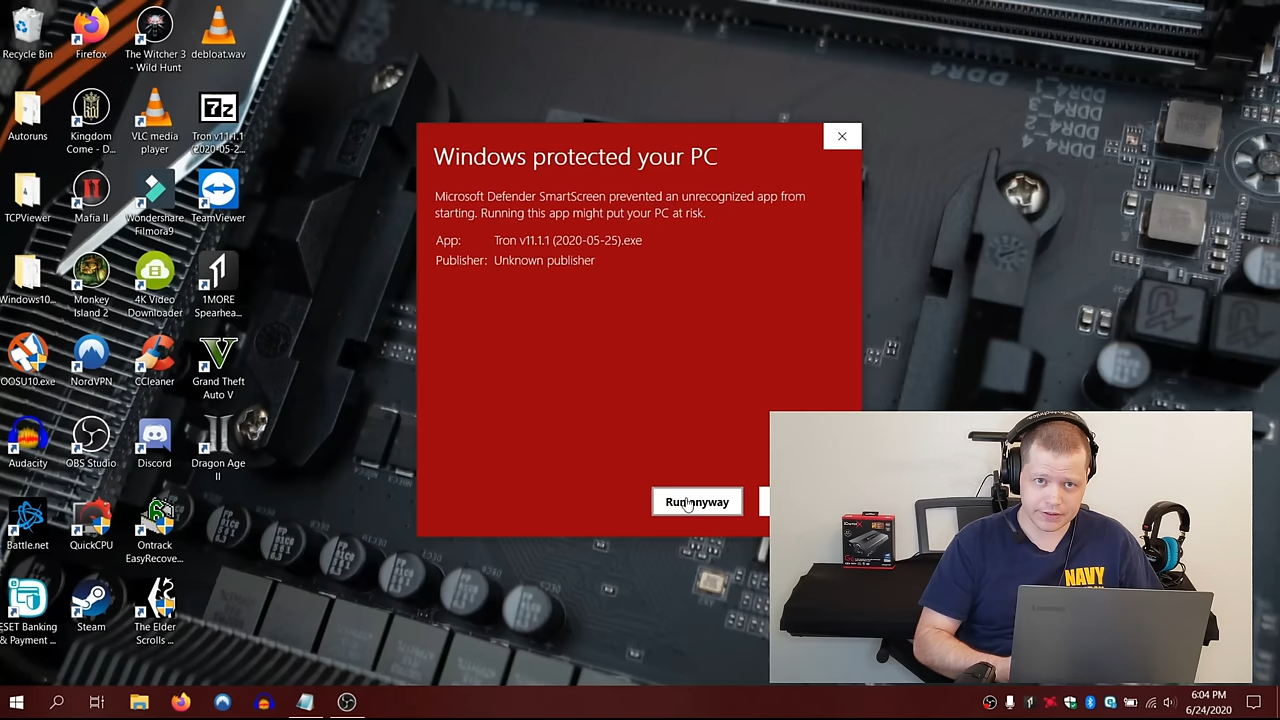 Recycle Bin
Firefox
The Witcher 3
- Wild Hunt
debloat.wav
Autoruns
Kingdom
Come - D...
VLC media
player
7z
Tron v11.1.1
(2020-05-2...
TCPViewer
Mafia II
Wondershare
Filmora9
TeamViewer
Windows10...
Monkey
Island 2
4K Video
Downloader
1MORE
Spearhea...
OOSU10.exe
NordVPN
CCleaner
Grand Theft
Auto V
Audacity
OBS Studio
Discord
Dragon Age
II
Battle.net
QuickCPU
Ontrack
EasyRecove...
ESET Banking
& Payment ...
Steam
The Elder
Scrolls ...
Windows protected your PC
Microsoft Defender SmartScreen prevented an unrecognized app from
starting. Running this app might put your PC at risk.
App: Tron v11.1.1 (2020-05-25).exe
Publisher: Unknown publisher
Run anyway
NAVY
6:04 PM
6/24/2020